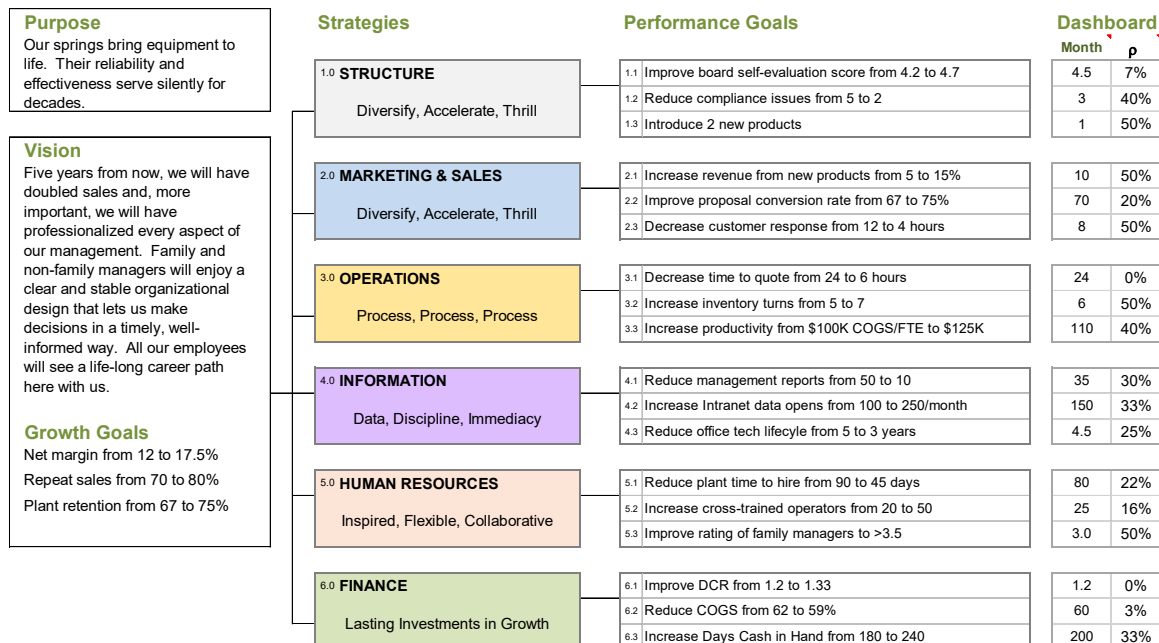 Purpose
Our springs bring equipment to
life. Their reliability and
effectiveness serve silently for
decades.
Vision
Five years from now, we will have
doubled sales and, more
important, we will have
professionalized every aspect of
our management. Family and
non-family managers will enjoy a
clear and stable organizational
design that lets us make
decisions in a timely, well-
informed way. All our employees
will see a life-long career path
here with us.
Growth Goals
Net margin from 12 to 17.5%
Repeat sales from 70 to 80%
Plant retention from 67 to 75%
Strategies
Performance Goals
Dashboard
Month ρ
1.0 STRUCTURE
Diversify, Accelerate, Thrill
1.1 Improve board self-evaluation score from 4.2 to 4.7 4.5 7%
1.2 Reduce compliance issues from 5 to 2 3 40%
1.3 Introduce 2 new products 1 50%
2.0 MARKETING & SALES
Diversify, Accelerate, Thrill
2.1 Increase revenue from new products from 5 to 15% 10 50%
2.2 Improve proposal conversion rate from 67 to 75% 70 20%
2.3 Decrease customer response from 12 to 4 hours 8 50%
3.0 OPERATIONS
Process, Process, Process
3.1 Decrease time to quote from 24 to 6 hours 24 0%
3.2 Increase inventory turns from 5 to 7 6 50%
3.3 Increase productivity from $100K COGS/FTE to $125K 110 40%
4.0 INFORMATION
Data, Discipline, Immediacy
4.1 Reduce management reports from 50 to 10 35 30%
4.2 Increase Intranet data opens from 100 to 250/month 150 33%
4.3 Reduce office tech lifecyle from 5 to 3 years 4.5 25%
5.0 HUMAN RESOURCES
Inspired, Flexible, Collaborative
5.1 Reduce plant time to hire from 90 to 45 days 80 22%
5.2 Increase cross-trained operators from 20 to 50 25 16%
5.3 Improve rating of family managers to >3.5 3.0 50%
6.0 FINANCE
Lasting Investments in Growth
6.1 Improve DCR from 1.2 to 1.33 1.2 0%
6.2 Reduce COGS from 62 to 59% 60 3%
6.3 Increase Days Cash in Hand from 180 to 240 200 33%